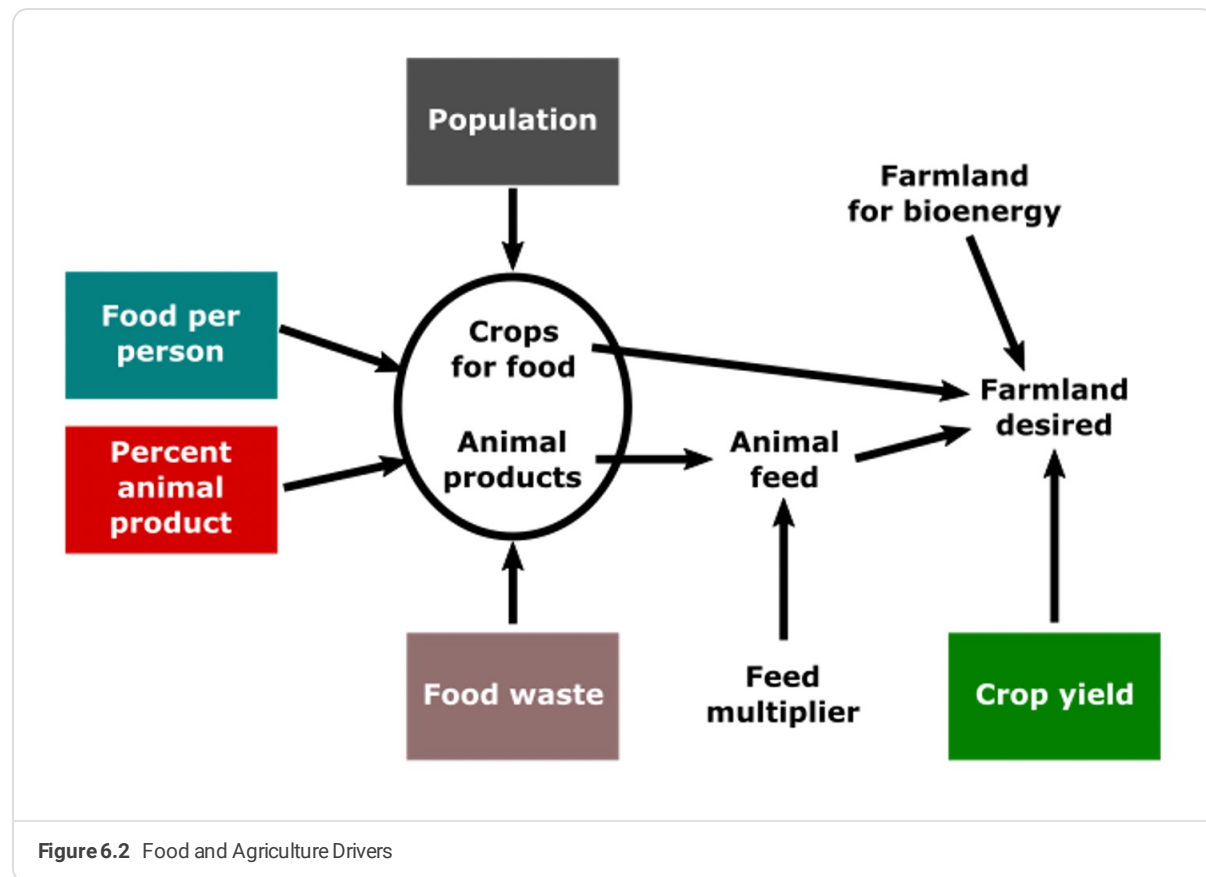 Population
Farmland
for bioenergy
Food per
person
Crops
for food
Farmland
desired
Percent
animal
product
Animal
products
Animal
feed
Food waste
Feed
multiplier
Crop yield
Figure 6.2 Food and Agriculture Drivers